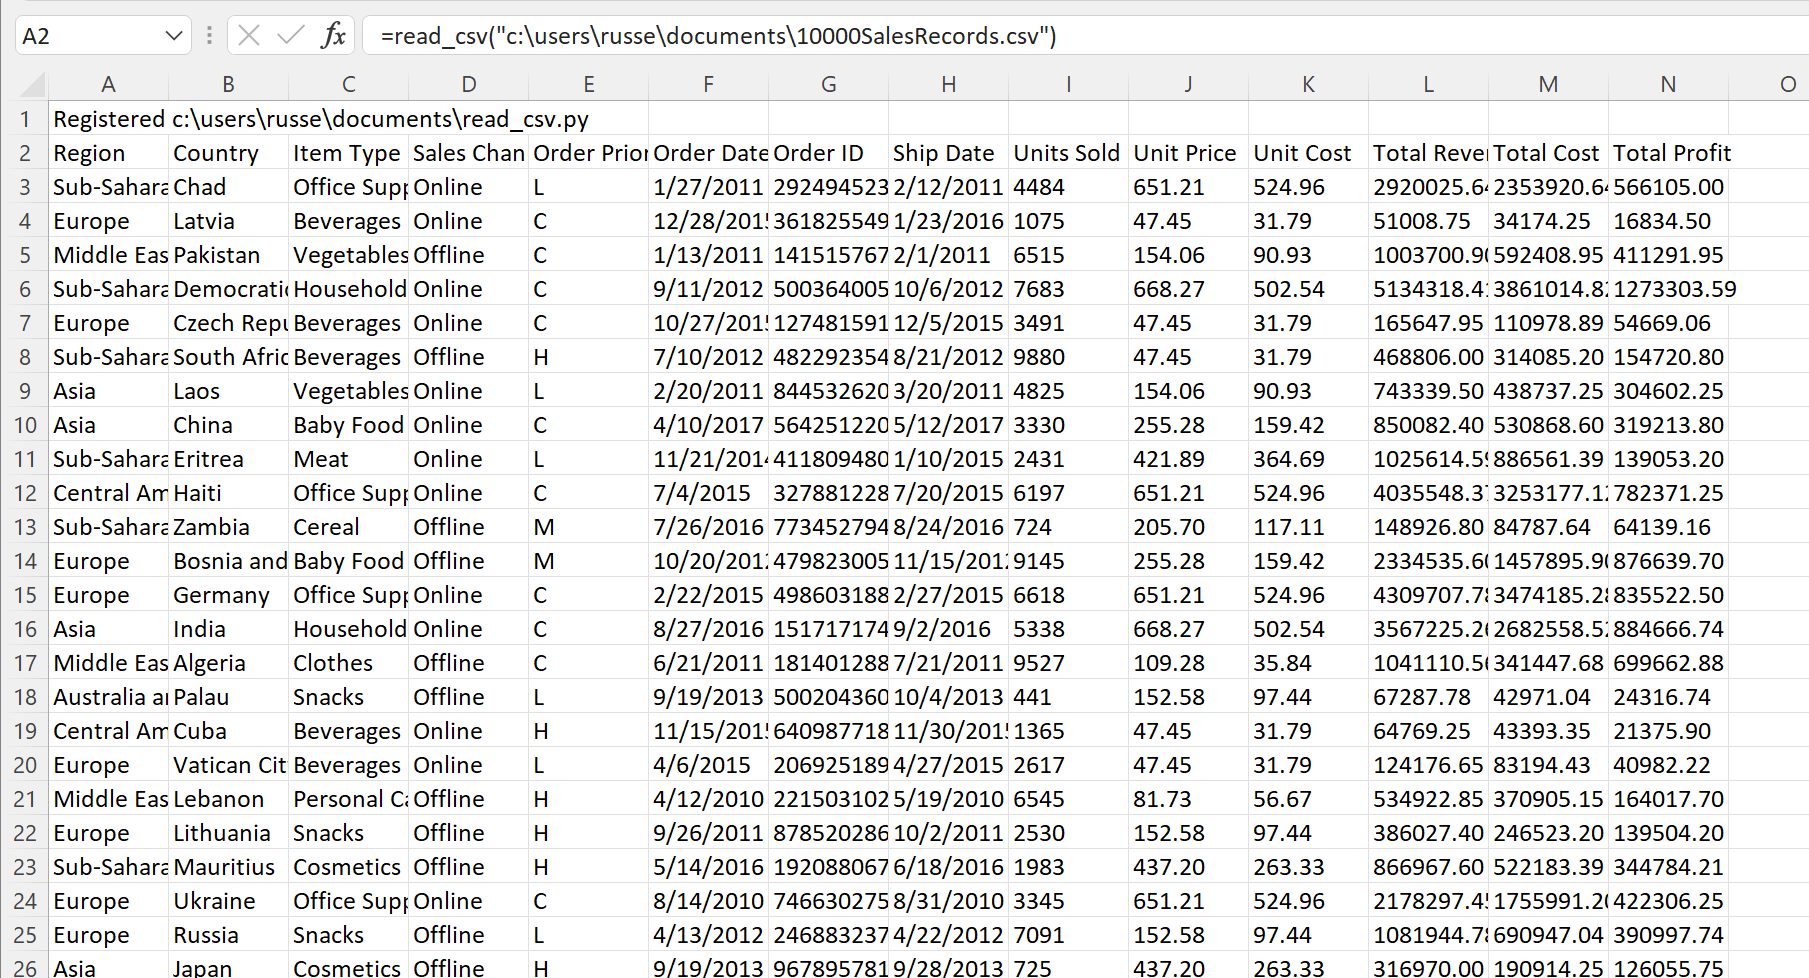 A2 fx =read_csv("c:\users\russe\documents\10000SalesRecords.csv")
A B C D E F G H I J K L M N O
1 Registered c:\users\russe\documents\read_csv.py
2 Region Country Item Type Sales Chan Order Prior Order Date Order ID Ship Date Units Sold Unit Price Unit Cost Total Reve Total Cost Total Profit
3 Sub-Sahara Chad Office Supp Online L 1/27/2011 292494523 2/12/2011 4484 651.21 524.96 2920025.64 2353920.64 566105.00
4 Europe Latvia Beverages Online C 12/28/2015 361825549 1/23/2016 1075 47.45 31.79 51008.75 34174.25 16834.50
5 Middle Eas Pakistan Vegetables Offline C 1/13/2011 141515767 2/1/2011 6515 154.06 90.93 1003700.90 592408.95 411291.95
6 Sub-Sahara Democratic Household Online C 9/11/2012 500364005 10/6/2012 7683 668.27 502.54 5134318.41 3861014.82 1273303.59
7 Europe Czech Repu Beverages Online C 10/27/2015 127481591 12/5/2015 3491 47.45 31.79 165647.95 110978.89 54669.06
8 Sub-Sahara South Afric Beverages Offline H 7/10/2012 482292354 8/21/2012 9880 47.45 31.79 468806.00 314085.20 154720.80
9 Asia Laos Vegetables Online L 2/20/2011 844532620 3/20/2011 4825 154.06 90.93 743339.50 438737.25 304602.25
10 Asia China Baby Food Online C 4/10/2017 564251220 5/12/2017 3330 255.28 159.42 850082.40 530868.60 319213.80
11 Sub-Sahara Eritrea Meat Online L 11/21/2014 411809480 1/10/2015 2431 421.89 364.69 1025614.59 886561.39 139053.20
12 Central Am Haiti Office Supp Online C 7/4/2015 327881228 7/20/2015 6197 651.21 524.96 4035548.37 3253177.12 782371.25
13 Sub-Sahara Zambia Cereal Offline M 7/26/2016 773452794 8/24/2016 724 205.70 117.11 148926.80 84787.64 64139.16
14 Europe Bosnia and Baby Food Offline M 10/20/2012 479823005 11/15/2012 9145 255.28 159.42 2334535.60 1457895.90 876639.70
15 Europe Germany Office Supp Online C 2/22/2015 498603188 2/27/2015 6618 651.21 524.96 4309707.78 3474185.28 835522.50
16 Asia India Household Online C 8/27/2016 151717174 9/2/2016 5338 668.27 502.54 3567225.26 2682558.52 884666.74
17 Middle Eas Algeria Clothes Offline C 6/21/2011 181401288 7/21/2011 9527 109.28 35.84 1041110.56 341447.68 699662.88
18 Australia a Palau Snacks Offline L 9/19/2013 500204360 10/4/2013 441 152.58 97.44 67287.78 42971.04 24316.74
19 Central Am Cuba Beverages Online H 11/15/2015 640987718 11/30/2015 1365 47.45 31.79 64769.25 43393.35 21375.90
20 Europe Vatican Cit Beverages Online L 4/6/2015 206925189 4/27/2015 2617 47.45 31.79 124176.65 83194.43 40982.22
21 Middle Eas Lebanon Personal Ca Offline H 4/12/2010 221503102 5/19/2010 6545 81.73 56.67 534922.85 370905.15 164017.70
22 Europe Lithuania Snacks Offline H 9/26/2011 878520286 10/2/2011 2530 152.58 97.44 386027.40 246523.20 139504.20
23 Sub-Sahara Mauritius Cosmetics Offline H 5/14/2016 192088067 6/18/2016 1983 437.20 263.33 866967.60 522183.39 344784.21
24 Europe Ukraine Office Supp Online C 8/14/2010 746630275 8/31/2010 3345 651.21 524.96 2178297.45 1755991.20 422306.25
25 Europe Russia Snacks Offline L 4/13/2012 246883237 4/22/2012 7091 152.58 97.44 1081944.78 690947.04 390997.74
26 Asia Japan Cosmetics Offline H 9/19/2013 967895781 9/28/2013 725 437.20 263.33 316970.00 190914.25 126055.75